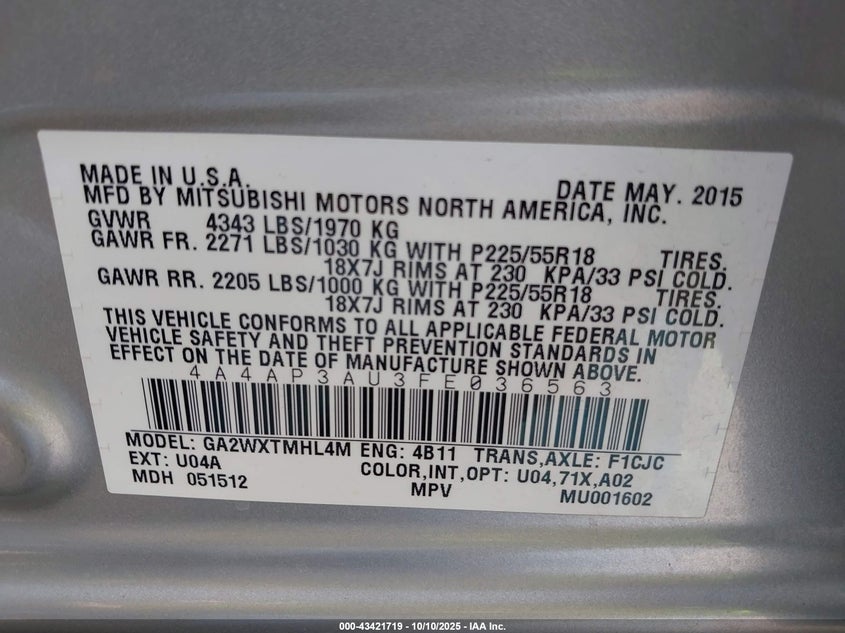 MADE IN U.S.A. DATE MAY. 2015
MFD BY MITSUBISHI MOTORS NORTH AMERICA, INC.
GVWR 4343 LBS/1970 KG
GAWR FR. 2271 LBS/1030 KG WITH P225/55R18 TIRES.
18X7J RIMS AT 230 KPA/33 PSI COLD.
GAWR RR. 2205 LBS/1000 KG WITH P225/55R18 TIRES.
18X7J RIMS AT 230 KPA/33 PSI COLD.
THIS VEHICLE CONFORMS TO ALL APPLICABLE FEDERAL MOTOR
VEHICLE SAFETY AND THEFT PREVENTION STANDARDS IN
EFFECT ON THE DATE OF MANUFACTURE SHOWN ABOVE.
4A4AP3AU3FE036563
MODEL: GA2WXTMHL4M ENG: 4B11 TRANS,AXLE: F1CJC
EXT: U04A COLOR,INT,OPT: U04,71X,A02
MDH 051512 MPV MU001602
000-43421719 - 10/10/2025 - IAA Inc.